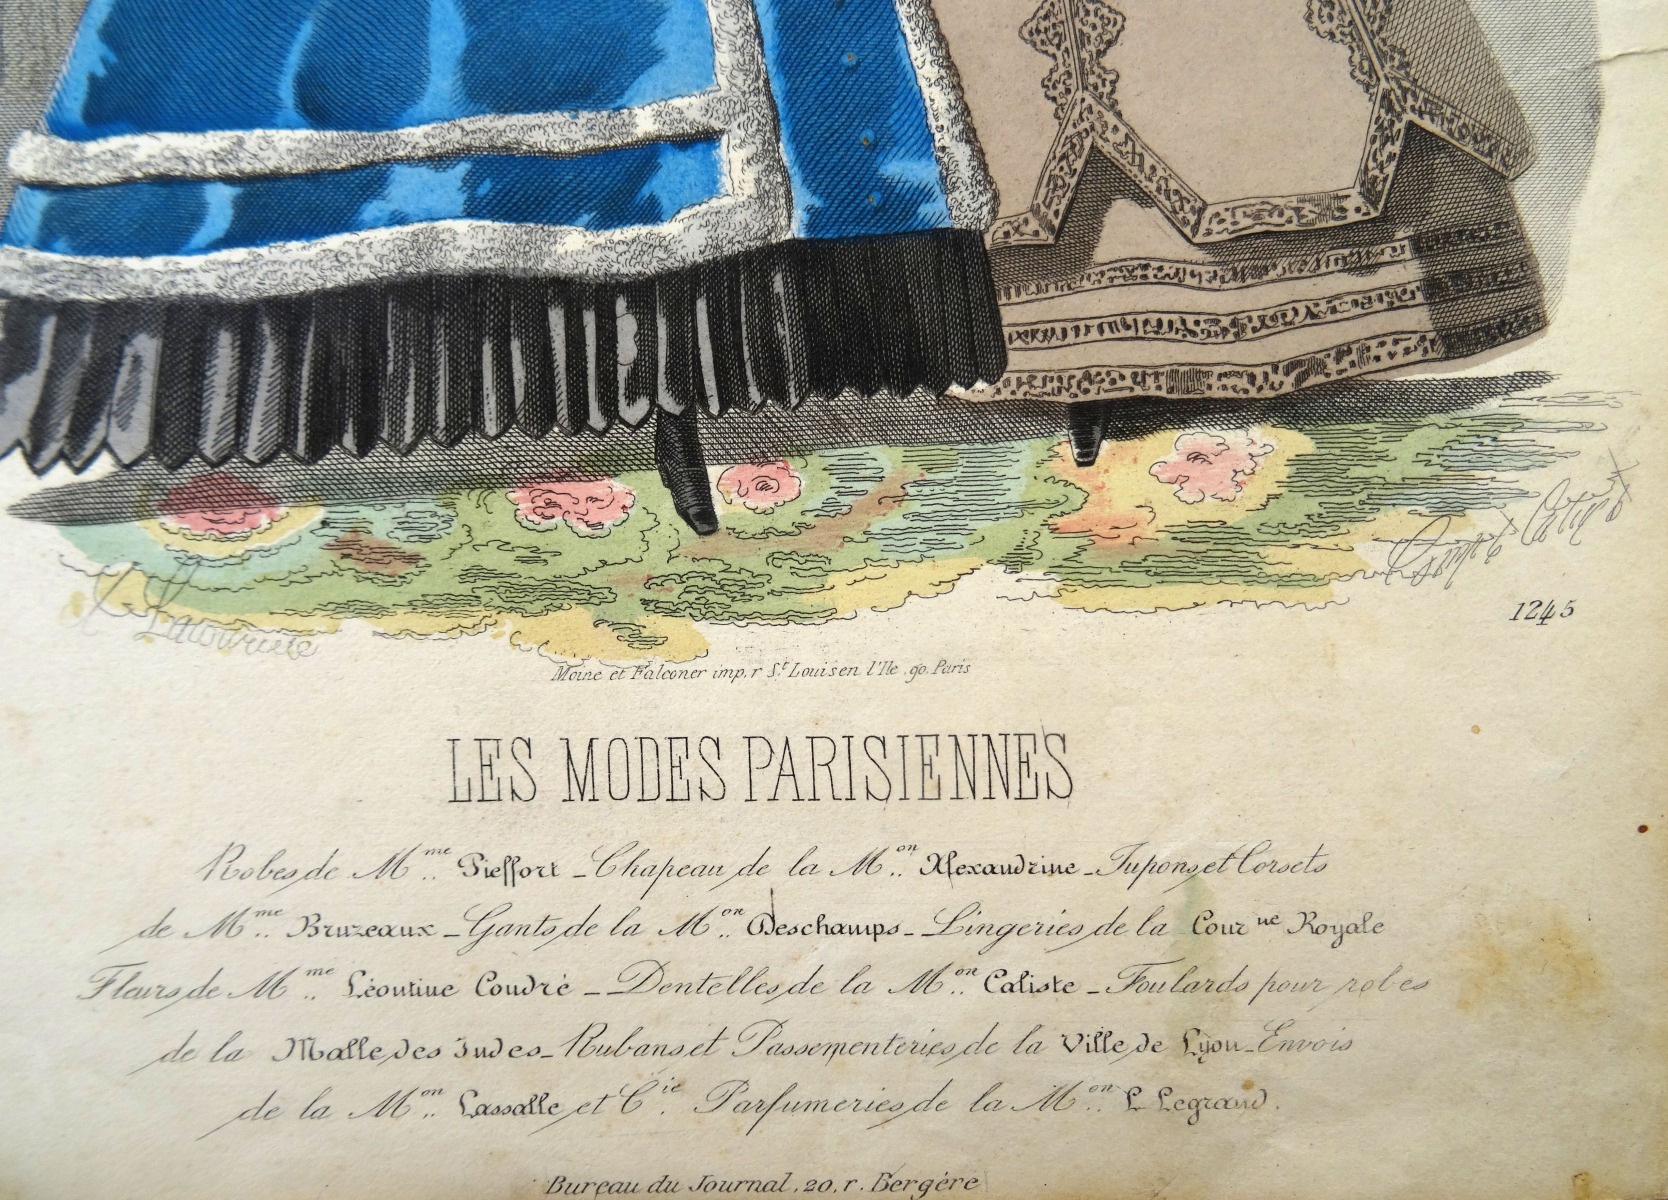 1245
Moine et Falconer imp. r St. Louis en l'Ile. 90. Paris
LES MODES PARISIENNES
Robes de Mme. Pieffort - Chapeau de la Mon. Alexandrine - Jupons et Corsets
de Mme. Bruzeaux - Gants de la Mon. Deschamps - Lingeries de la Couronne Royale
Fleurs de Mme. Léontine Coudré - Dentelles de la Mon. Caliste - Foulards pour robes
de la Malle des Indes - Rubans et Passementeries de la Ville de Lyon - Envois
de la Mon. Lassalle et Cie. Parfumeries de la Mon. L. Legrand.
Bureau du Journal, 20, r. Bergère